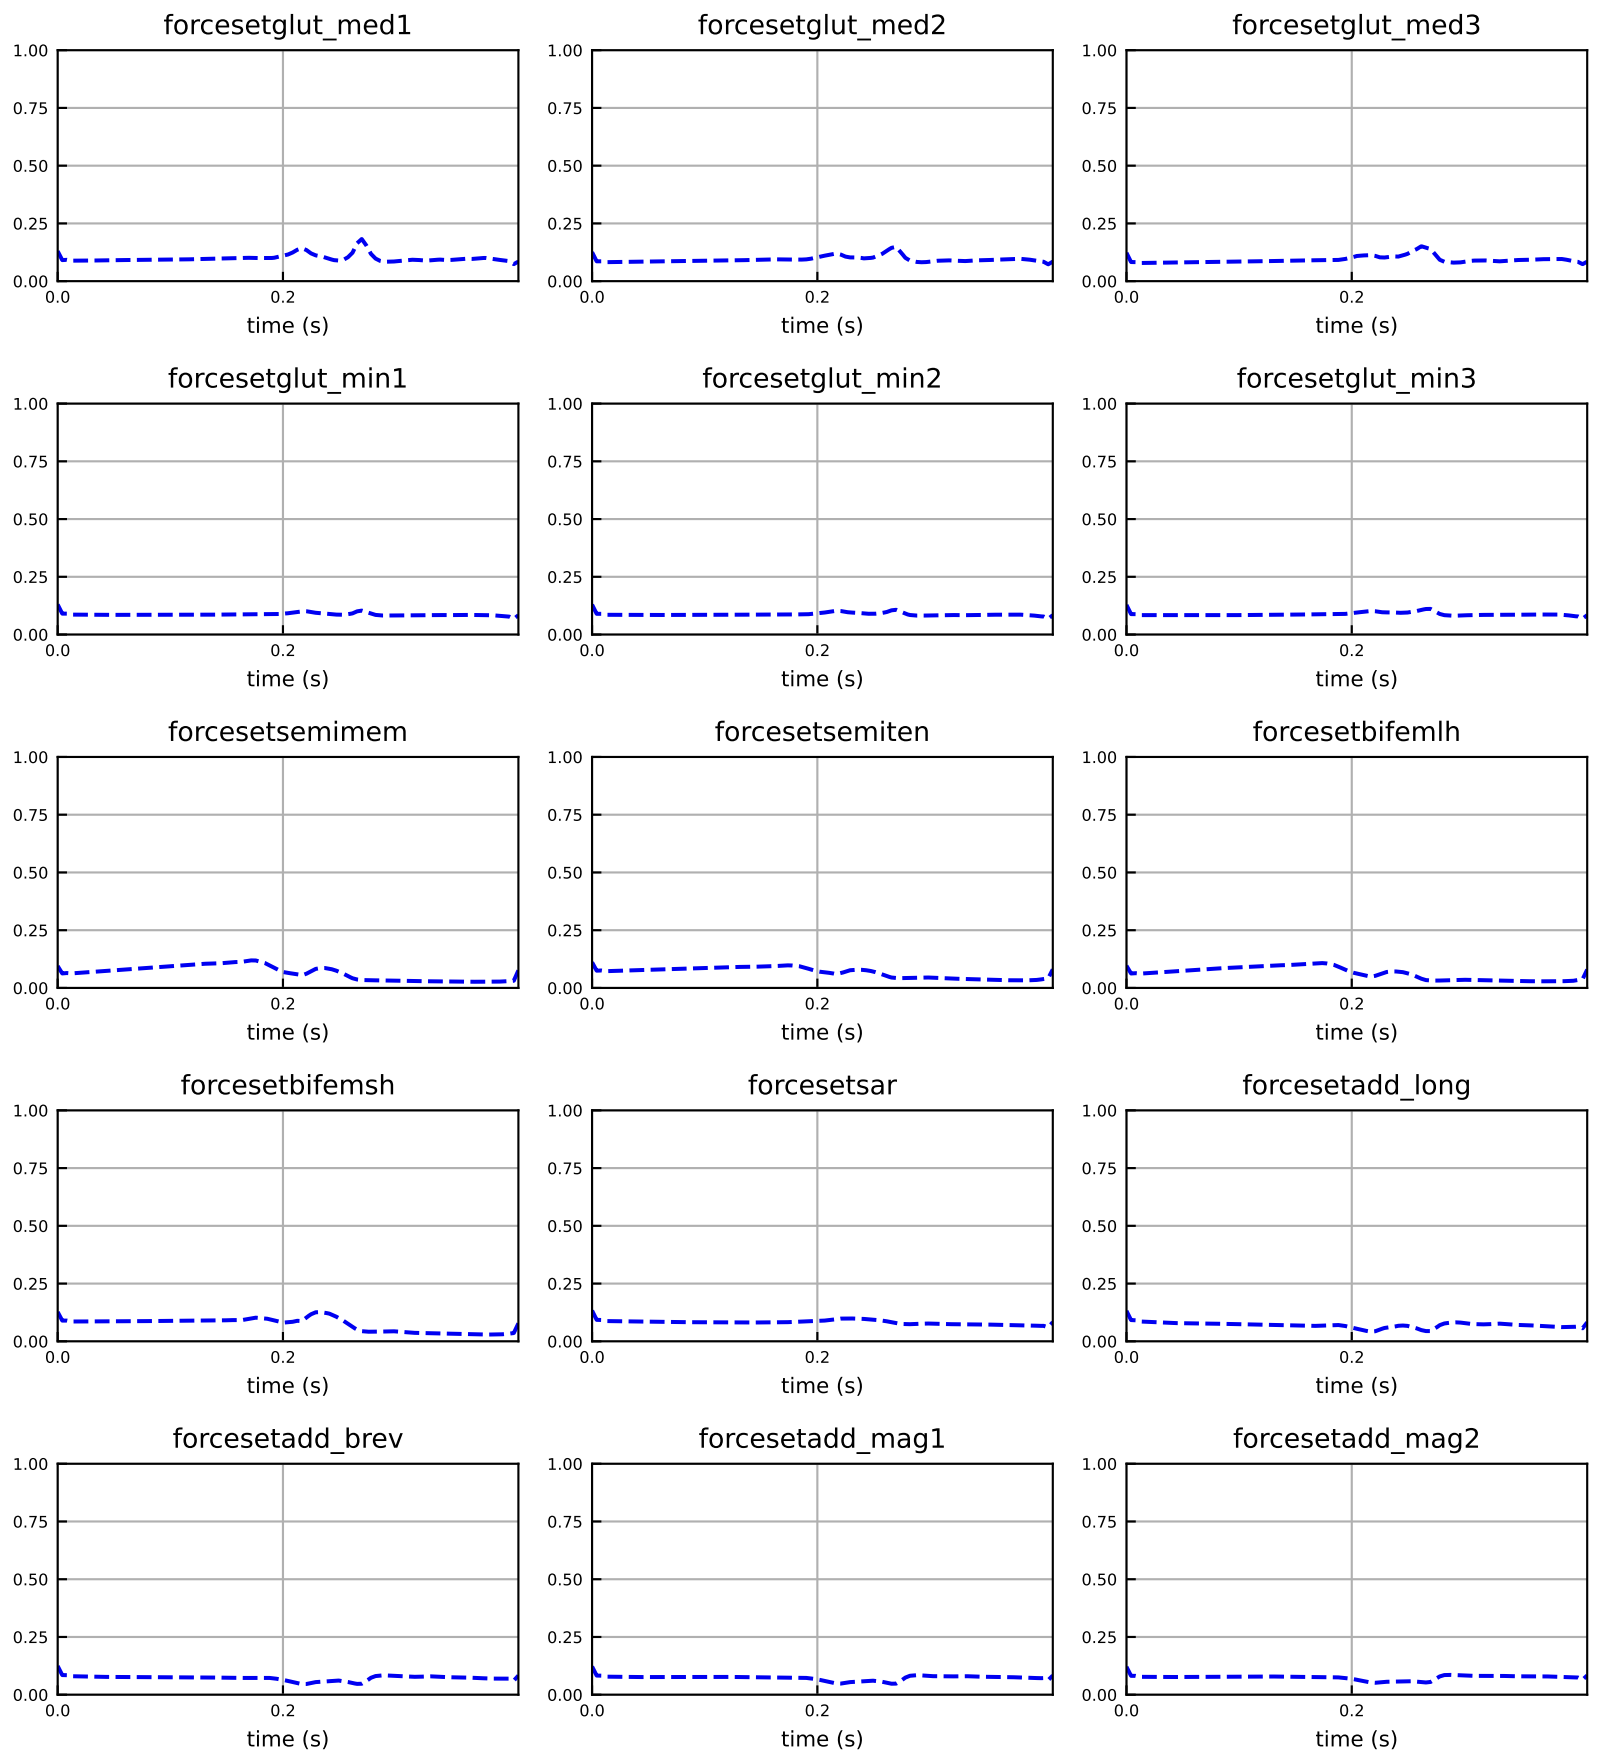 forcesetglut_med1 forcesetglut_med2 forcesetglut_med3
1.00 1.00 1.00
0.75 0.75 0.75
0.50 0.50 0.50
0.25 0.25 0.25
0.00 0.00 0.00
0.0 0.2 0.0 0.2 0.0 0.2
time (s) time (s) time (s)
forcesetglut_min1 forcesetglut_min2 forcesetglut_min3
1.00 1.00 1.00
0.75 0.75 0.75
0.50 0.50 0.50
0.25 0.25 0.25
0.00 0.00 0.00
0.0 0.2 0.0 0.2 0.0 0.2
time (s) time (s) time (s)
forcesetsemimem forcesetsemiten forcesetbifemlh
1.00 1.00 1.00
0.75 0.75 0.75
0.50 0.50 0.50
0.25 0.25 0.25
0.00 0.00 0.00
0.0 0.2 0.0 0.2 0.0 0.2
time (s) time (s) time (s)
forcesetbifemsh forcesetsar forcesetadd_long
1.00 1.00 1.00
0.75 0.75 0.75
0.50 0.50 0.50
0.25 0.25 0.25
0.00 0.00 0.00
0.0 0.2 0.0 0.2 0.0 0.2
time (s) time (s) time (s)
forcesetadd_brev forcesetadd_mag1 forcesetadd_mag2
1.00 1.00 1.00
0.75 0.75 0.75
0.50 0.50 0.50
0.25 0.25 0.25
0.00 0.00 0.00
0.0 0.2 0.0 0.2 0.0 0.2
time (s) time (s) time (s)